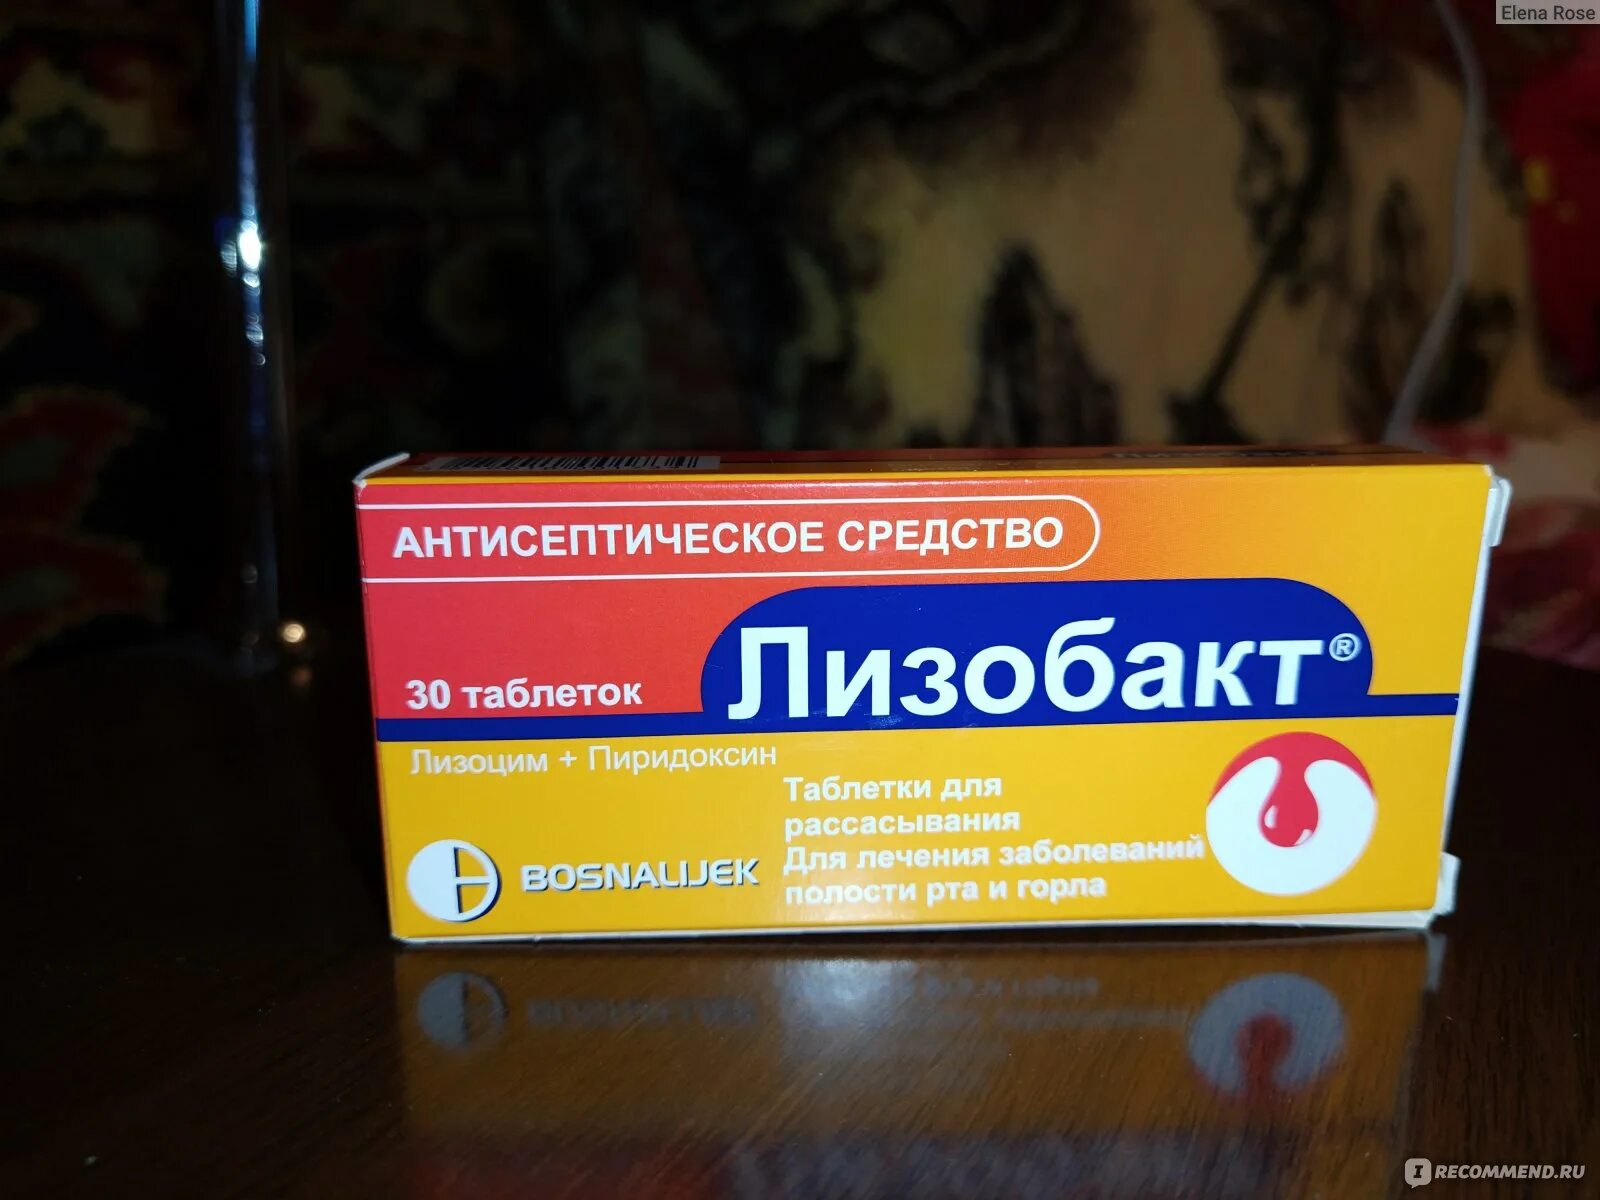 Elena Rose
АНТИСЕПТИЧЕСКОЕ СРЕДСТВО
30 таблеток
Лизобакт®
Лизоцим + Пиридоксин
Таблетки для
рассасывания
Для лечения заболеваний
полости рта и горла
BOSNALIJEK
IRECOMMEND.RU